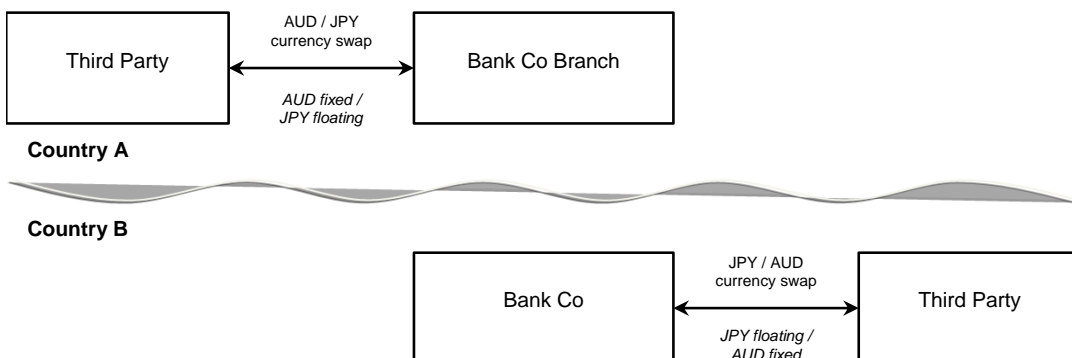 AUD / JPY
currency swap
Third Party
Bank Co Branch
AUD fixed /
JPY floating
Country A
Country B
JPY / AUD
currency swap
Bank Co
Third Party
JPY floating /
AUD fixed